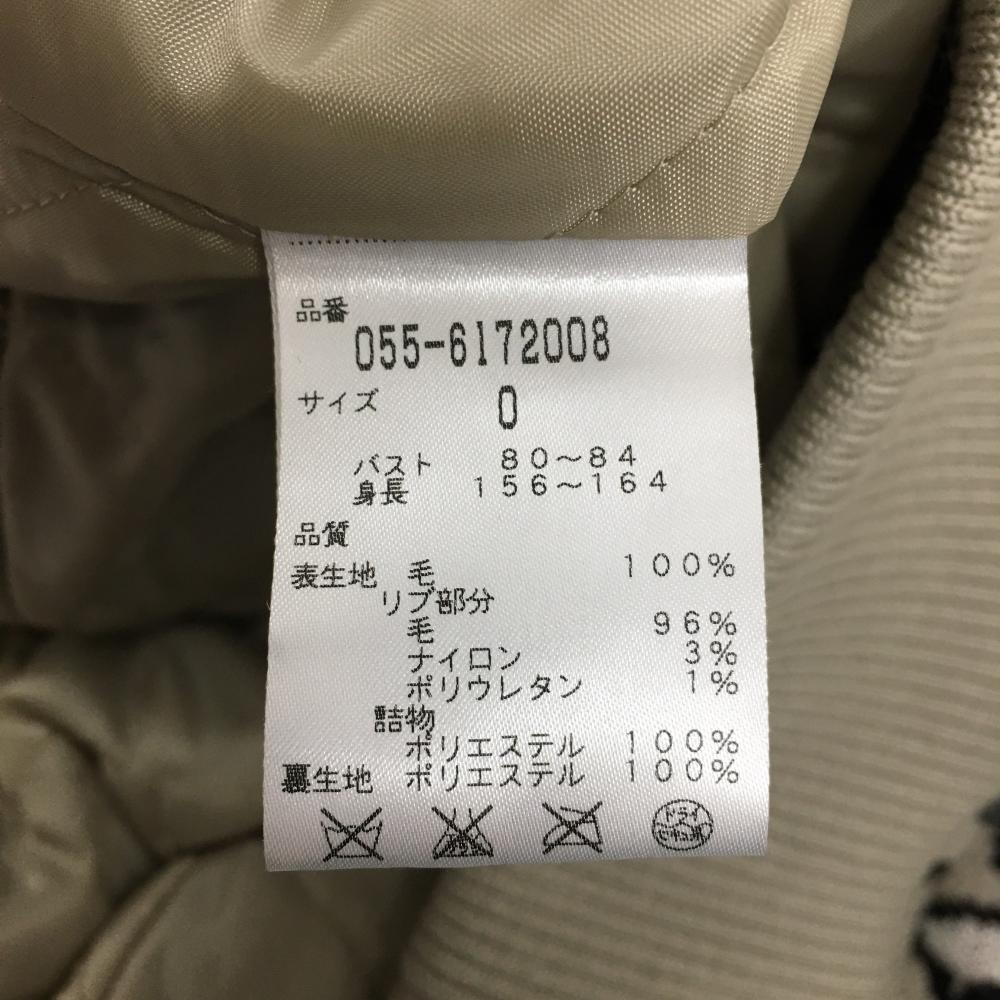 品番
055-6172008
サイズ 0
バスト 80〜84
身長 156〜164
品質
表生地 毛 100%
リブ部分
毛 96%
ナイロン 3%
ポリウレタン 1%
詰物
ポリエステル 100%
裏生地 ポリエステル 100%
ドライ